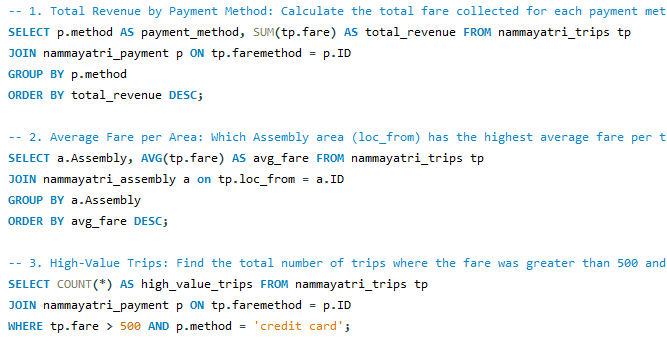 -- 1. Total Revenue by Payment Method: Calculate the total fare collected for each payment met
SELECT p.method AS payment_method, SUM(tp.fare) AS total_revenue FROM nammayatri_trips tp
JOIN nammayatri_payment p ON tp.faremethod = p.ID
GROUP BY p.method
ORDER BY total_revenue DESC;
-- 2. Average Fare per Area: Which Assembly area (loc_from) has the highest average fare per t
SELECT a.Assembly, AVG(tp.fare) AS avg_fare FROM nammayatri_trips tp
JOIN nammayatri_assembly a on tp.loc_from = a.ID
GROUP BY a.Assembly
ORDER BY avg_fare DESC;
-- 3. High-Value Trips: Find the total number of trips where the fare was greater than 500 and
SELECT COUNT(*) AS high_value_trips FROM nammayatri_trips tp
JOIN nammayatri_payment p ON tp.faremethod = p.ID
WHERE tp.fare > 500 AND p.method = 'credit card';